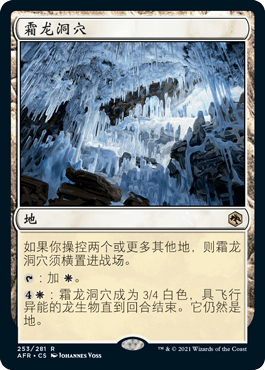 霜龙洞穴
地
如果你操控两个或更多其他地，则霜龙
洞穴须横置进战场。
：加。
4：霜龙洞穴成为 3/4 白色，具飞行
异能的龙生物直到回合结束。它仍然是
地。
253/281 R
AFR • CS JOHANNES VOSS
™ & © 2021 Wizards of the Coast